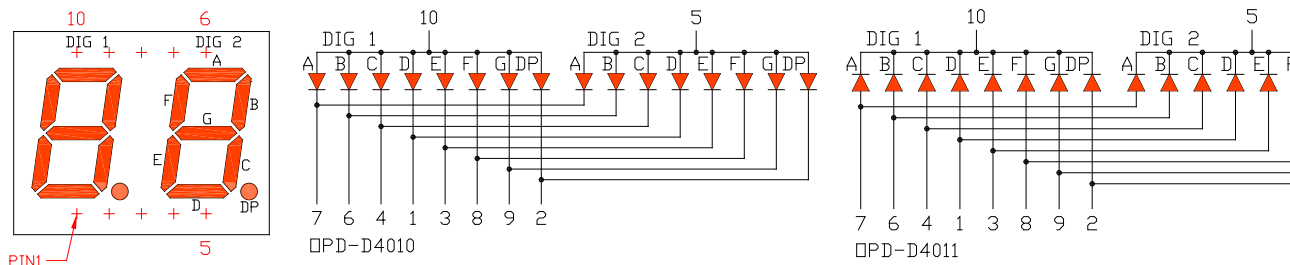 10 6
DIG 1 DIG 2
A
F B
G
E C
D DP
5
PIN1
10 5
DIG 1 DIG 2
A B C D E F G DP A B C D E F G DP
7 6 4 1 3 8 9 2
OPD-D4010
10 5
DIG 1 DIG 2
A B C D E F G DP A B C D E
7 6 4 1 3 8 9 2
OPD-D4011